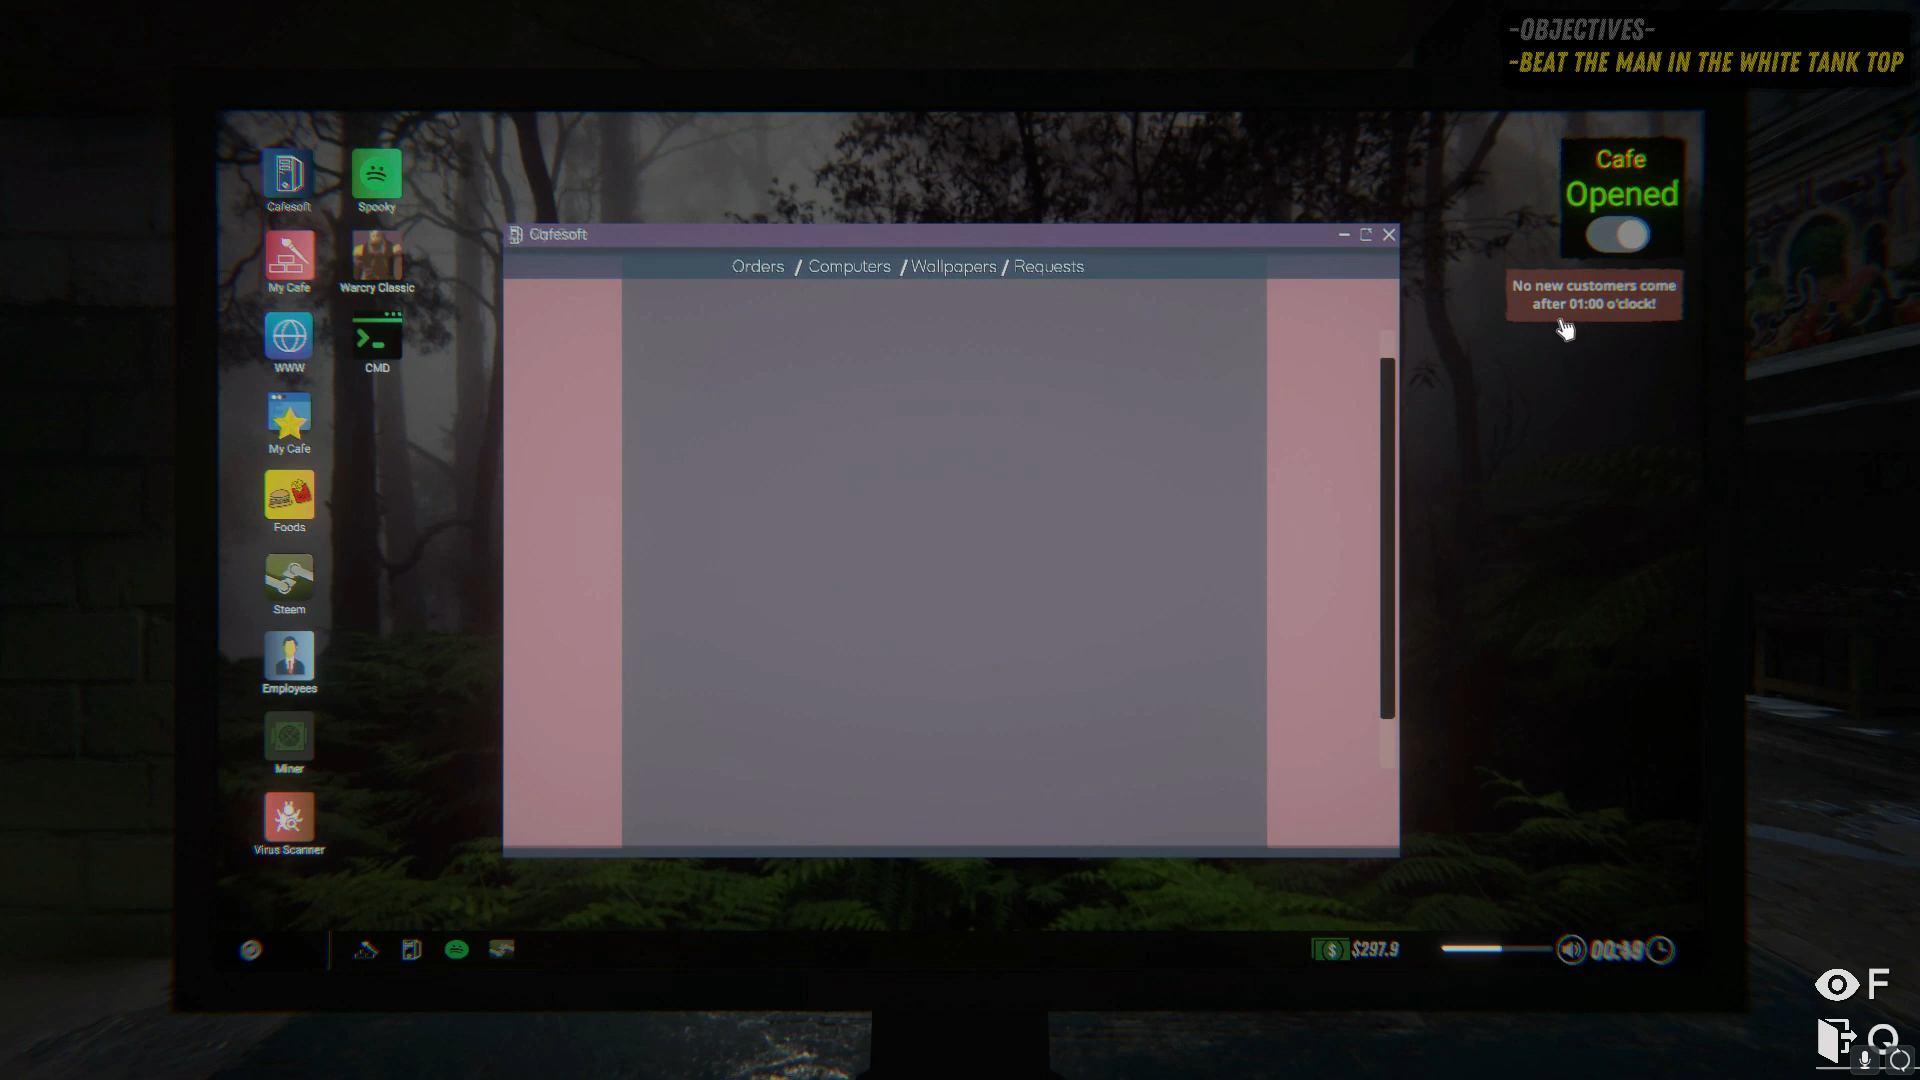 -OBJECTIVES-
-BEAT THE MAN IN THE WHITE TANK TOP
Cafesoft
Spooky
My Cafe
Warcry Classic
WWW
CMD
My Cafe
Foods
Steem
Employees
Miner
Virus Scanner
Cafesoft
Orders / Computers / Wallpapers / Requests
Cafe
Opened
No new customers come
after 01:00 o'clock!
$297.9
F
Q